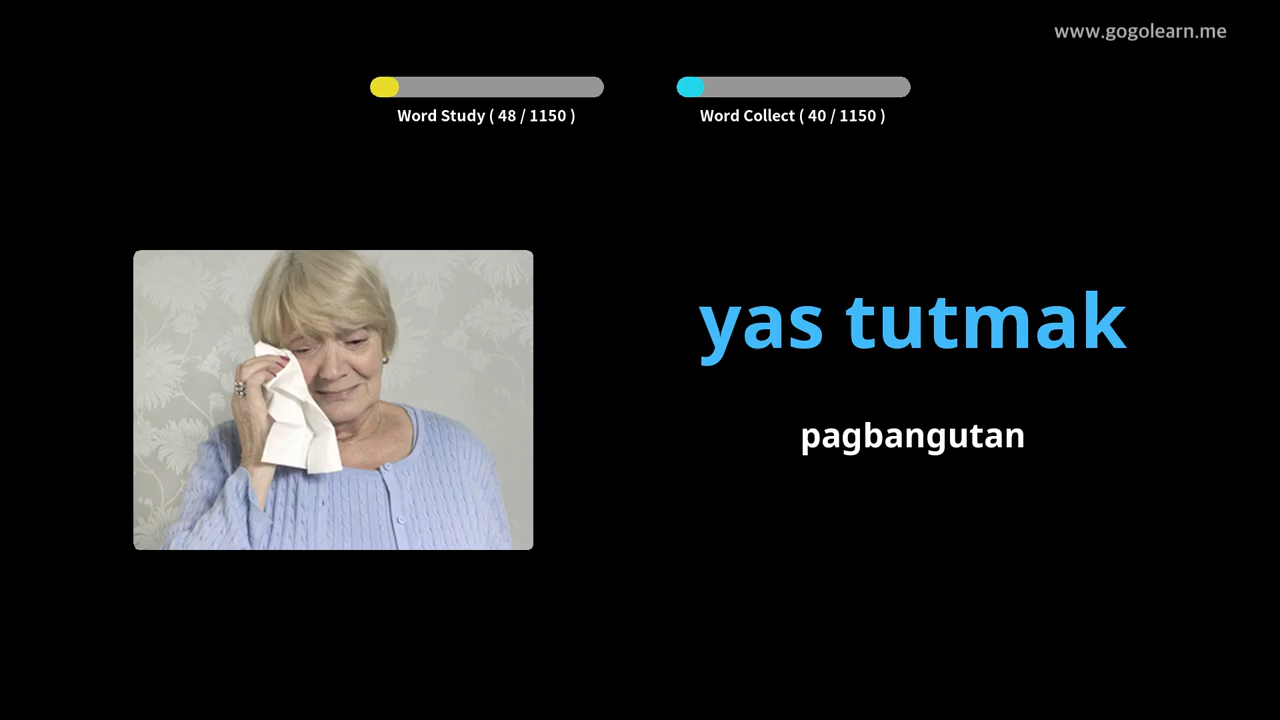 www.gogolearn.me
Word Study ( 48 / 1150 )
Word Collect ( 40 / 1150 )
yas tutmak
pagbangutan